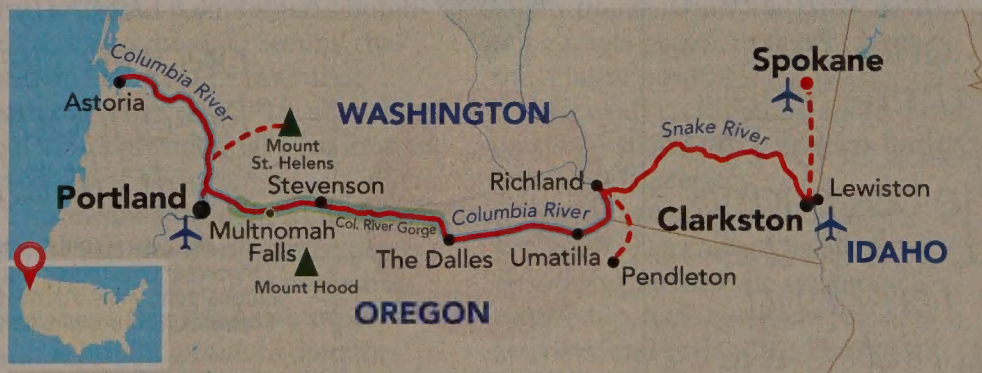 Columbia River
Astoria
WASHINGTON
Spokane
Mount
St. Helens
Snake River
Portland
Stevenson
Richland
Lewiston
Clarkston
Columbia River
Col. River Gorge
Multnomah
Falls
The Dalles
Umatilla
IDAHO
Pendleton
Mount Hood
OREGON